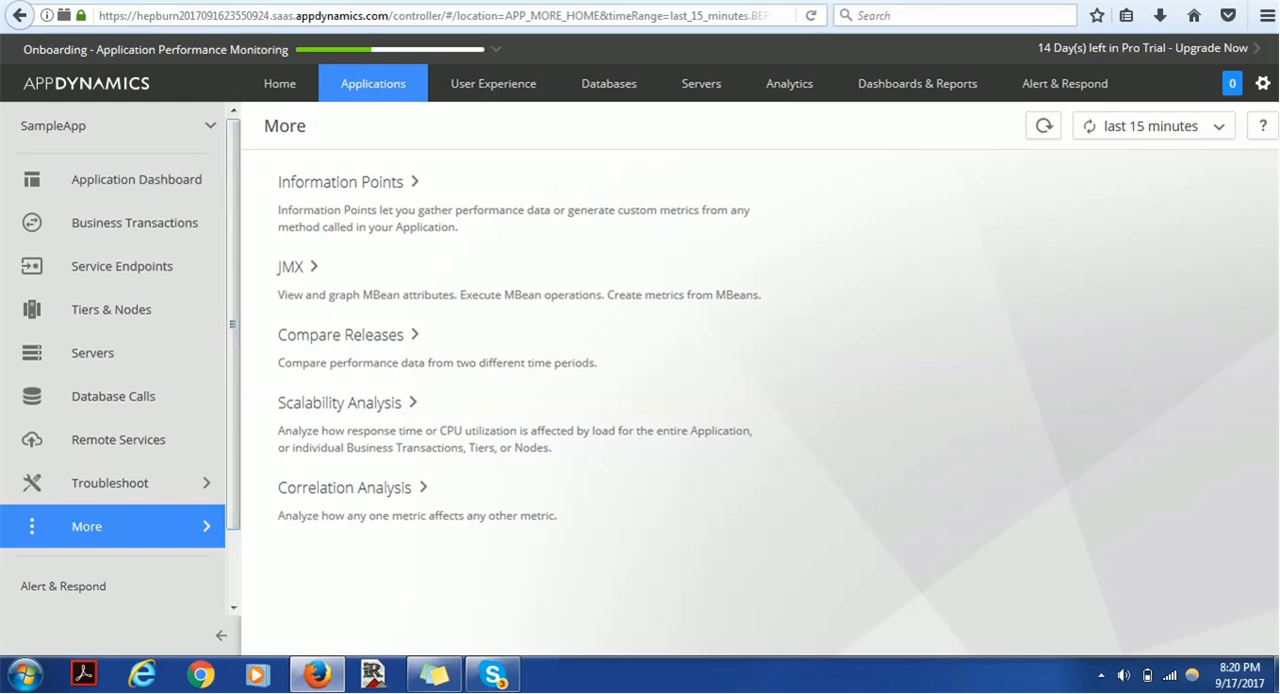 https://hepburn2017091623550924.saas.appdynamics.com/controller/#/location=APP_MORE_HOME&timeRange=last_15_minutes.BEF
Search
Onboarding - Application Performance Monitoring
14 Day(s) left in Pro Trial - Upgrade Now
APPDYNAMICS
Home
Applications
User Experience
Databases
Servers
Analytics
Dashboards & Reports
Alert & Respond
0
SampleApp
More
last 15 minutes
?
Application Dashboard
Business Transactions
Service Endpoints
Tiers & Nodes
Servers
Database Calls
Remote Services
Troubleshoot
More
Alert & Respond
Information Points
Information Points let you gather performance data or generate custom metrics from any
method called in your Application.
JMX
View and graph MBean attributes. Execute MBean operations. Create metrics from MBeans.
Compare Releases
Compare performance data from two different time periods.
Scalability Analysis
Analyze how response time or CPU utilization is affected by load for the entire Application,
or individual Business Transactions, Tiers, or Nodes.
Correlation Analysis
Analyze how any one metric affects any other metric.
8:20 PM
9/17/2017